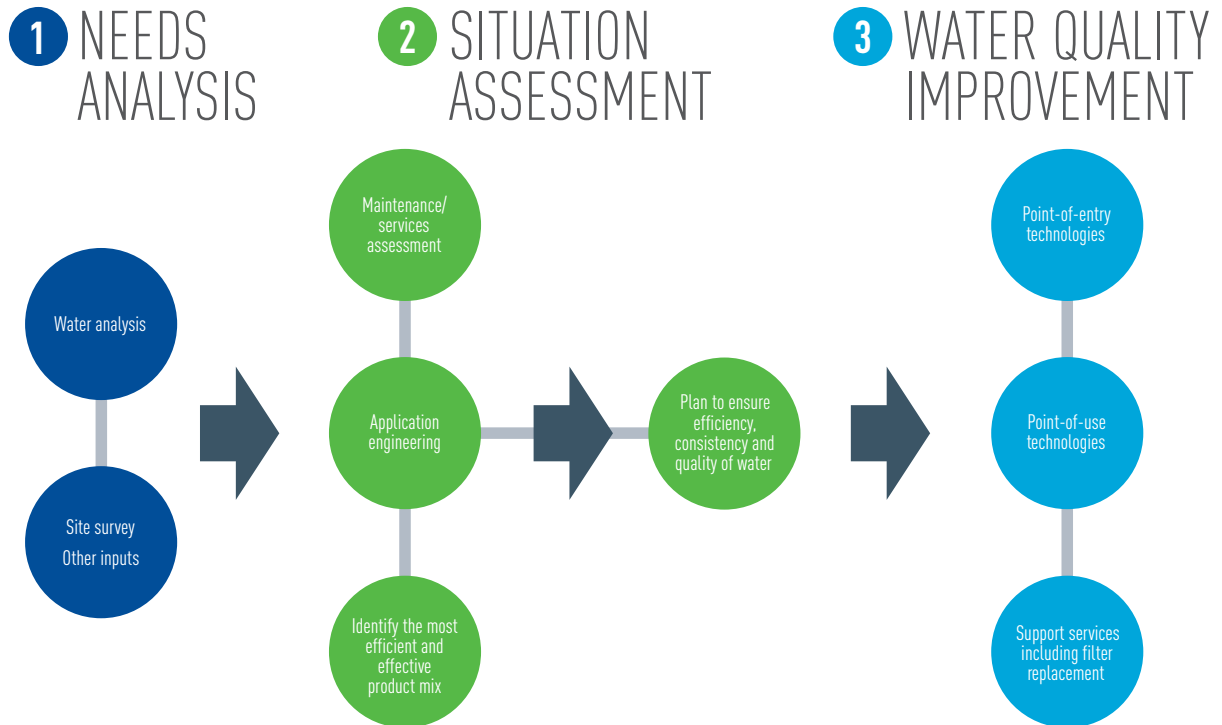 1 NEEDS
ANALYSIS
2 SITUATION
ASSESSMENT
3 WATER QUALITY
IMPROVEMENT
Water analysis
Site survey
Other inputs
Maintenance/
services
assessment
Application
engineering
Identify the most
efficient and
effective
product mix
Plan to ensure
efficiency,
consistency and
quality of water
Point-of-entry
technologies
Point-of-use
technologies
Support services
including filter
replacement